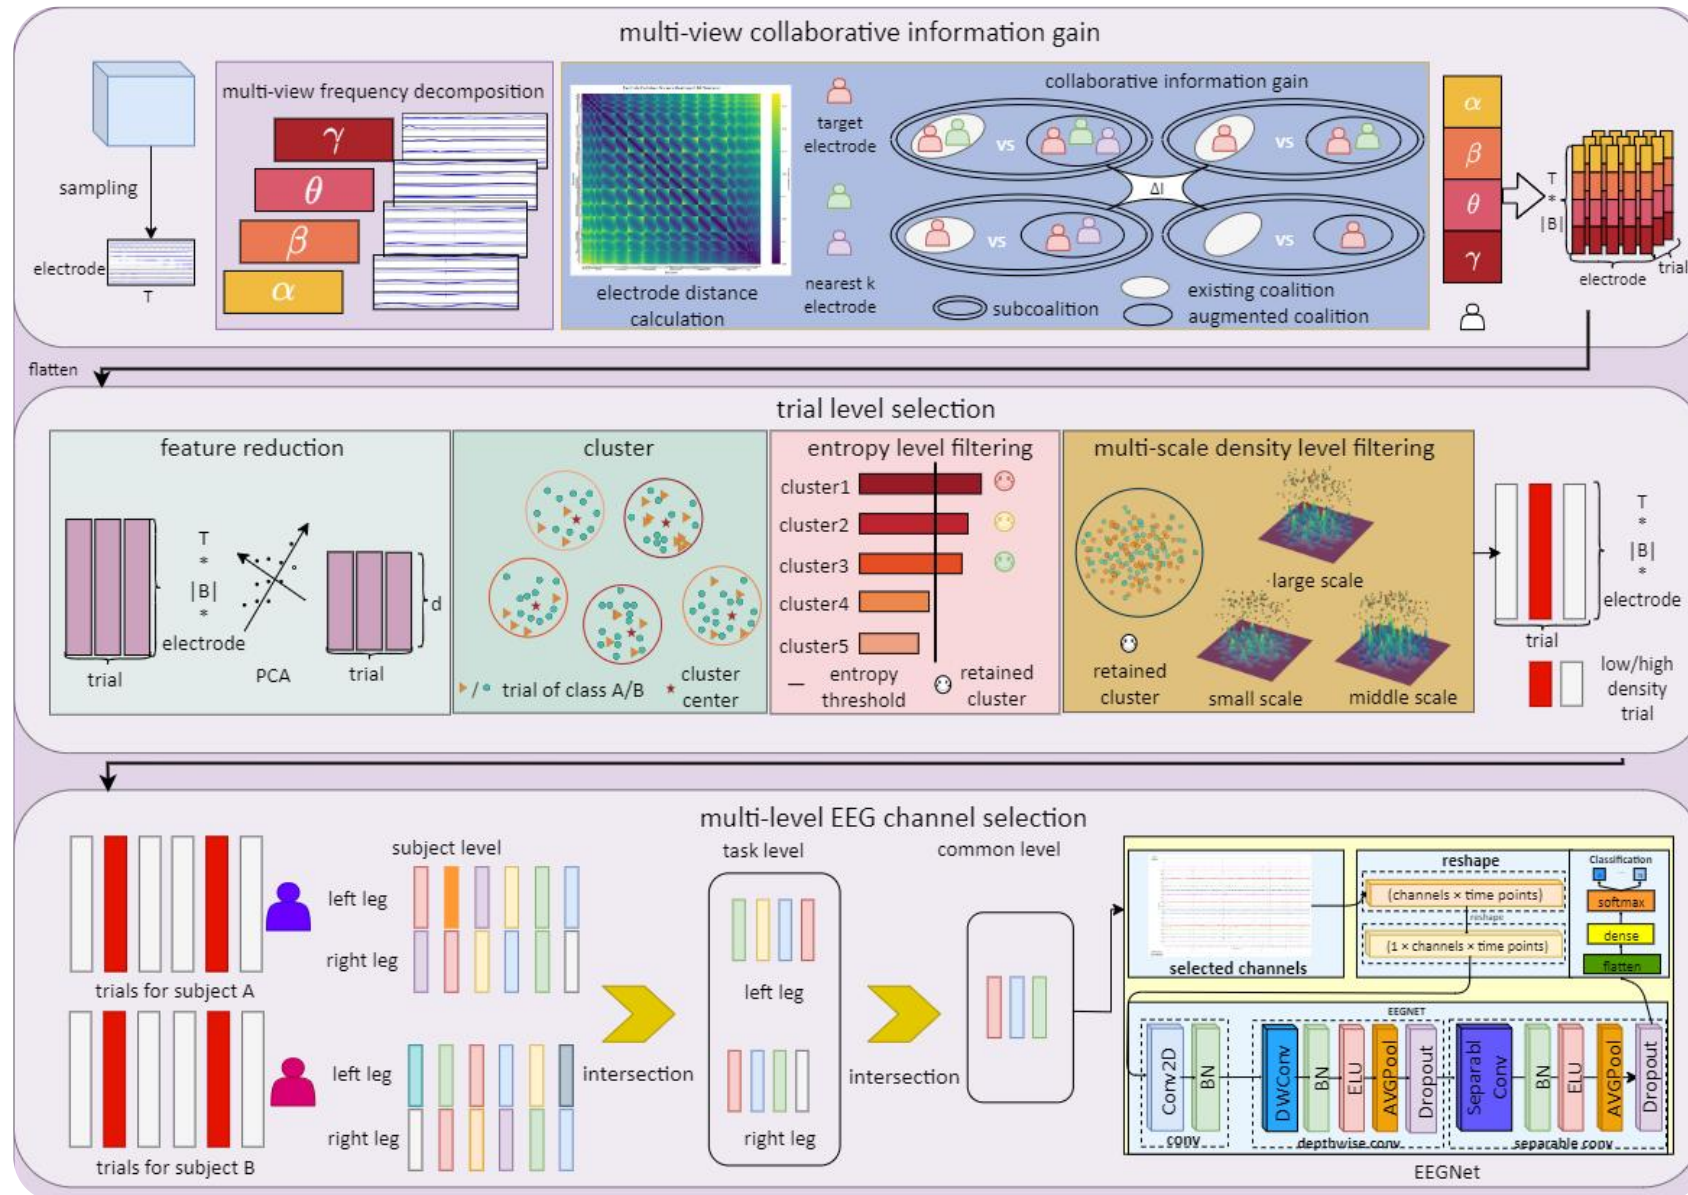 multi-view collaborative information gain
multi-view frequency decomposition
γ
θ
β
α
sampling
electrode
T
electrode distance
calculation
target
electrode
nearest k
electrode
collaborative information gain
vs
vs
ΔI
vs
vs
subcoalition
existing coalition
augmented coalition
α
β
θ
γ
T
*
|B|
electrode
trial
flatten
trial level selection
feature reduction
T
*
|B|
*
electrode
trial
PCA
d
trial
cluster
/
trial of class A/B
cluster
center
entropy level filtering
cluster1
cluster2
cluster3
cluster4
cluster5
entropy
threshold
retained
cluster
multi-scale density level filtering
large scale
retained
cluster
small scale
middle scale
T
*
|B|
*
electrode
trial
low/high
density
trial
multi-level EEG channel selection
trials for subject A
trials for subject B
subject level
left leg
right leg
left leg
right leg
intersection
task level
left leg
right leg
intersection
common level
selected channels
reshape
(channels × time points)
reshape
(1 × channels × time points)
Classification
softmax
dense
flatten
EEGNET
Conv2D
BN
conv
DWConv
BN
ELU
AVGPool
Dropout
depthwise conv
Separabl
Conv
BN
ELU
AVGPool
Dropout
separable conv
EEGNet